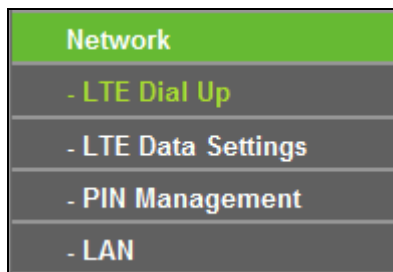 Network
- LTE Dial Up
- LTE Data Settings
- PIN Management
- LAN